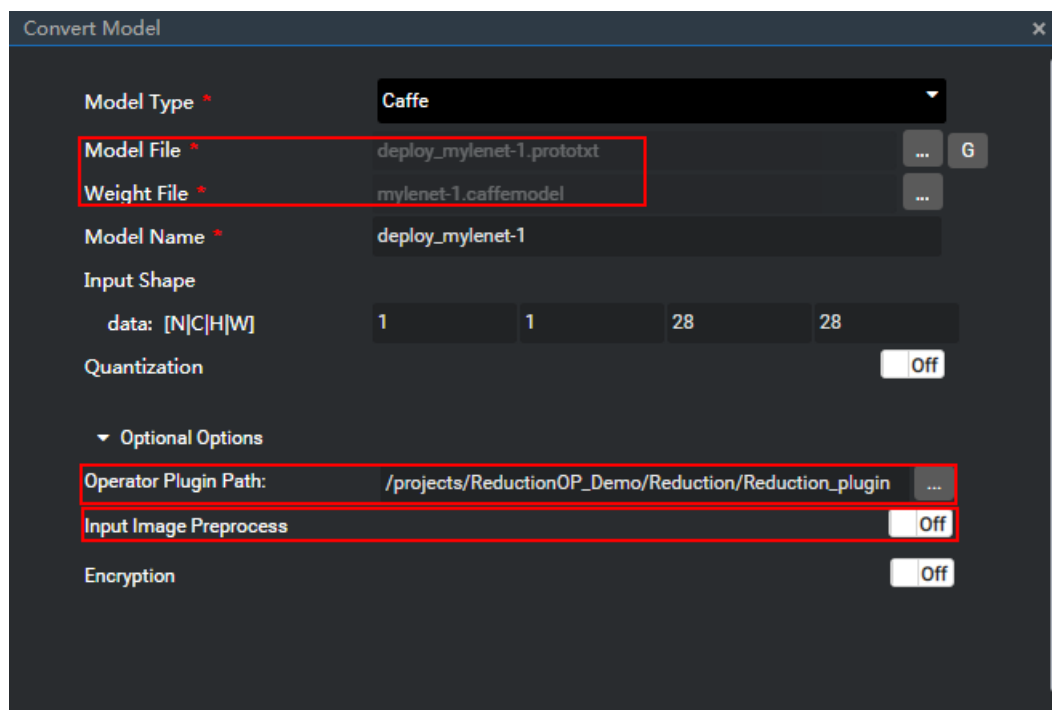 Convert Model ×
Model Type * Caffe
Model File * deploy_mylenet-1.prototxt ... G
Weight File * mylenet-1.caffemodel ...
Model Name * deploy_mylenet-1
Input Shape
data: [N|C|H|W] 1 1 28 28
Quantization Off
Optional Options
Operator Plugin Path: /projects/ReductionOP_Demo/Reduction/Reduction_plugin ...
Input Image Preprocess Off
Encryption Off